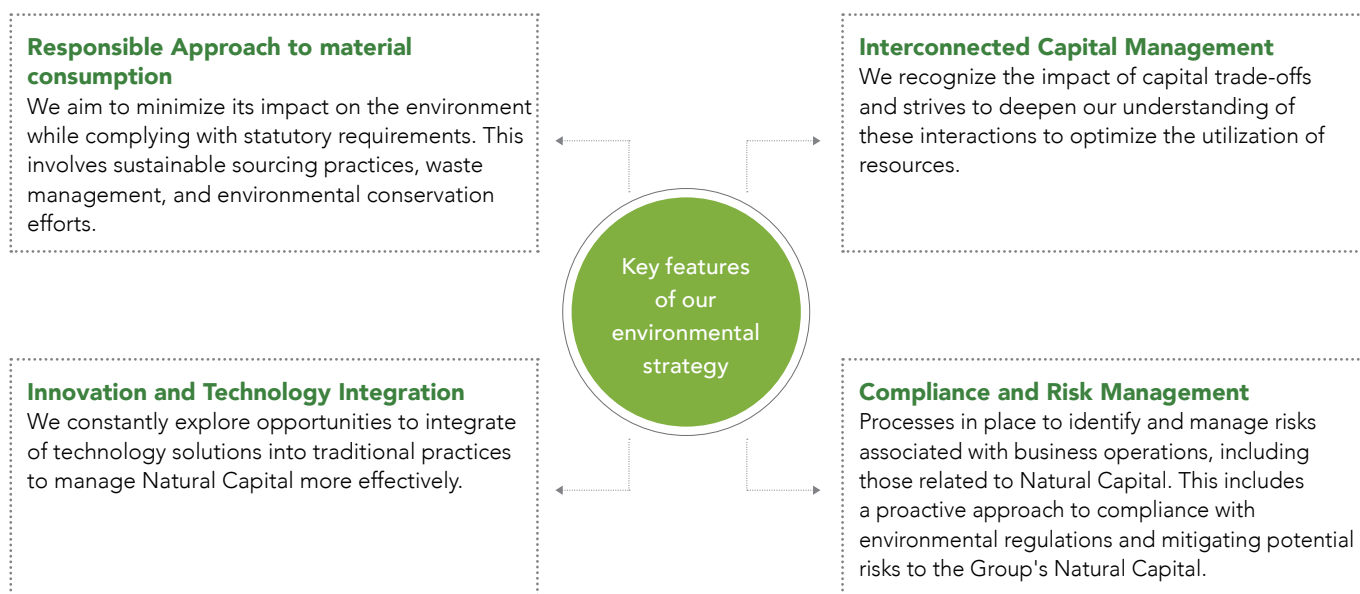 Responsible Approach to material
consumption
We aim to minimize its impact on the environment
while complying with statutory requirements. This
involves sustainable sourcing practices, waste
management, and environmental conservation
efforts.
Interconnected Capital Management
We recognize the impact of capital trade-offs
and strives to deepen our understanding of
these interactions to optimize the utilization of
resources.
Key features
of our
environmental
strategy
Innovation and Technology Integration
We constantly explore opportunities to integrate
of technology solutions into traditional practices
to manage Natural Capital more effectively.
Compliance and Risk Management
Processes in place to identify and manage risks
associated with business operations, including
those related to Natural Capital. This includes
a proactive approach to compliance with
environmental regulations and mitigating potential
risks to the Group's Natural Capital.